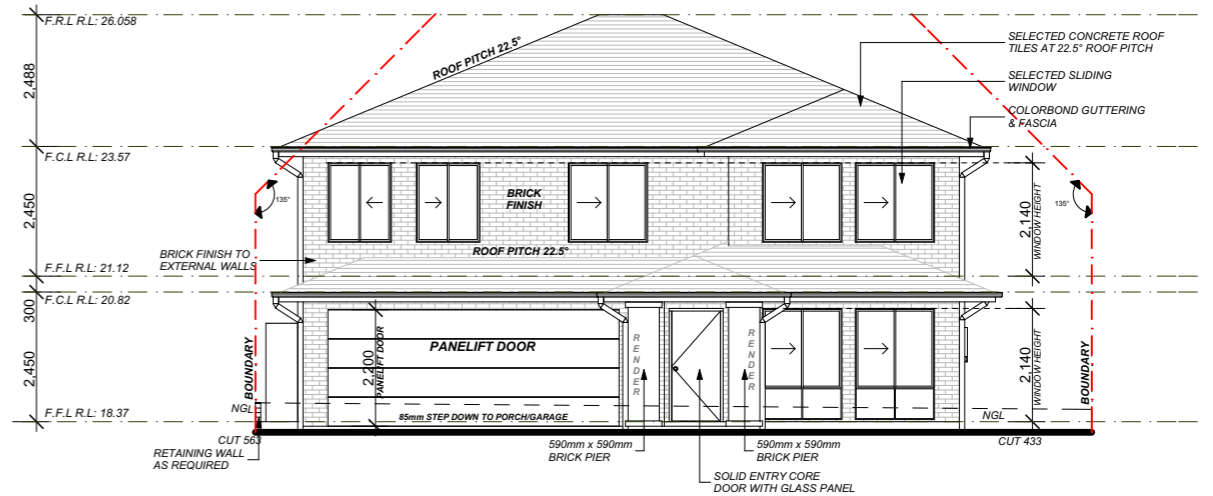 F.R.L R.L: 26.058
ROOF PITCH 22.5°
SELECTED CONCRETE ROOF
TILES AT 22.5° ROOF PITCH
SELECTED SLIDING
WINDOW
COLORBOND GUTTERING
& FASCIA
2,488
F.C.L R.L: 23.57
135°
BRICK
FINISH
135°
2,450
2,140
WINDOW HEIGHT
BRICK FINISH TO
EXTERNAL WALLS
ROOF PITCH 22.5°
F.F.L R.L: 21.12
300
F.C.L R.L: 20.82
2,450
BOUNDARY
2,200
PANELIFT DOOR
PANELIFT DOOR
RENDER
RENDER
2,140
WINDOW HEIGHT
BOUNDARY
NGL
NGL
85mm STEP DOWN TO PORCH/GARAGE
F.F.L R.L: 18.37
CUT 563
CUT 433
RETAINING WALL
AS REQUIRED
590mm x 590mm
BRICK PIER
590mm x 590mm
BRICK PIER
SOLID ENTRY CORE
DOOR WITH GLASS PANEL